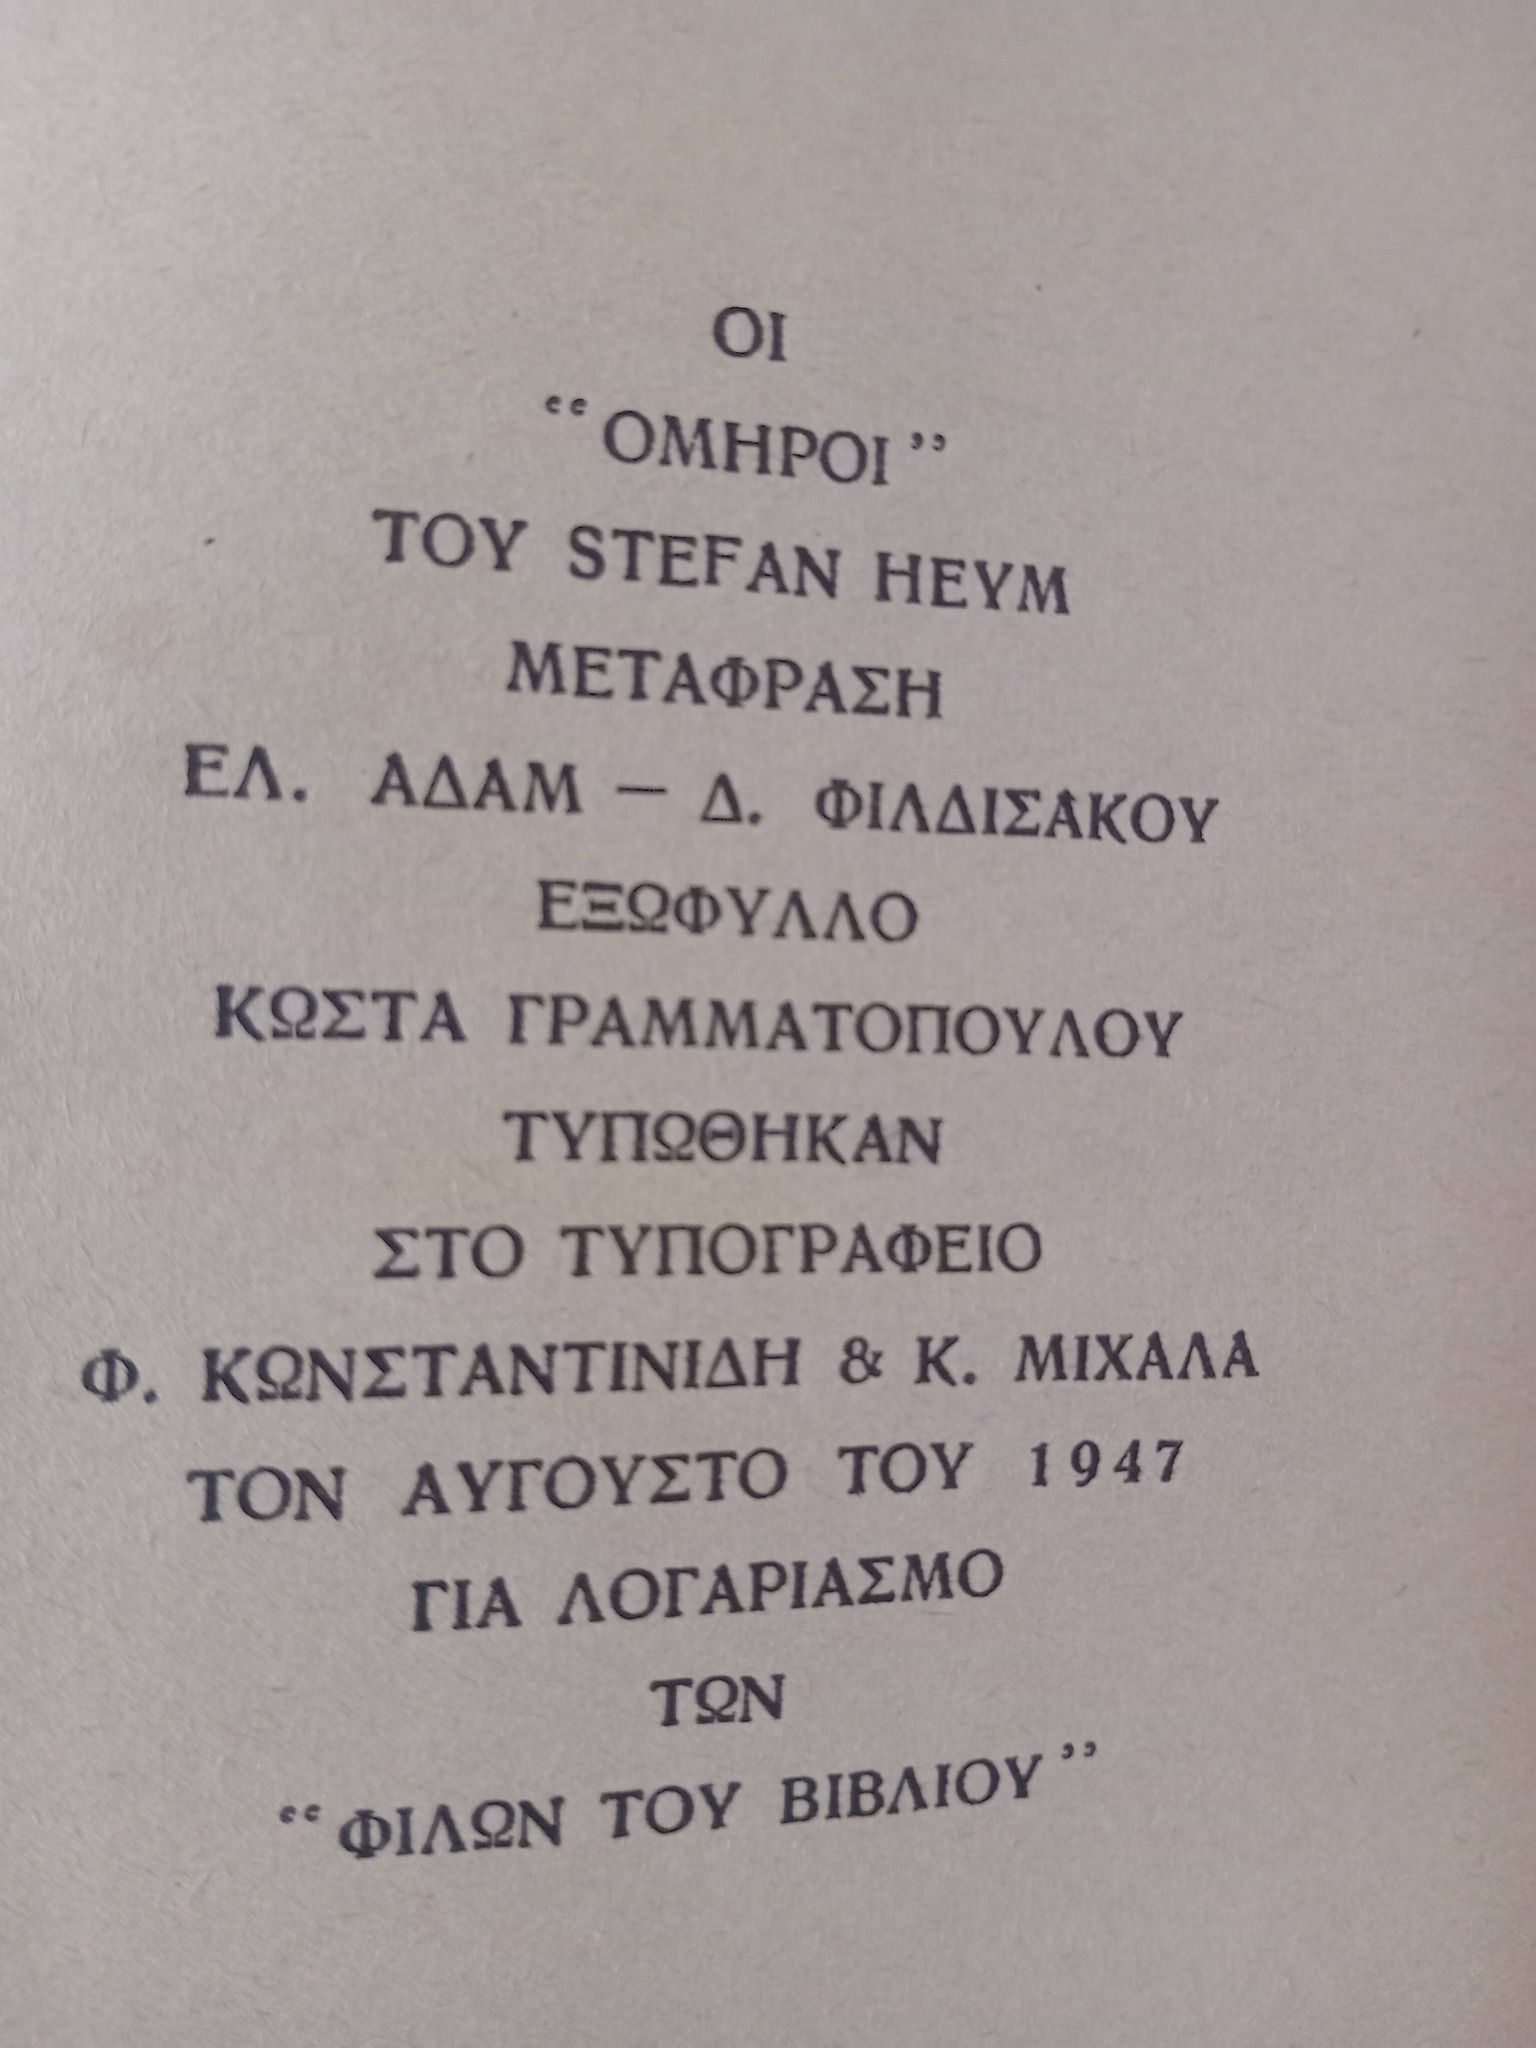 ΟΙ
“ΟΜΗΡΟΙ”
ΤΟΥ STEFAN HEYM
ΜΕΤΑΦΡΑΣΗ
ΕΛ. ΑΔΑΜ — Δ. ΦΙΛΔΙΣΑΚΟΥ
ΕΞΩΦΥΛΛΟ
ΚΩΣΤΑ ΓΡΑΜΜΑΤΟΠΟΥΛΟΥ
ΤΥΠΩΘΗΚΑΝ
ΣΤΟ ΤΥΠΟΓΡΑΦΕΙΟ
Φ. ΚΩΝΣΤΑΝΤΙΝΙΔΗ & Κ. ΜΙΧΑΛΑ
ΤΟΝ ΑΥΓΟΥΣΤΟ ΤΟΥ 1947
ΓΙΑ ΛΟΓΑΡΙΑΣΜΟ
ΤΩΝ
“ΦΙΛΩΝ ΤΟΥ ΒΙΒΛΙΟΥ”